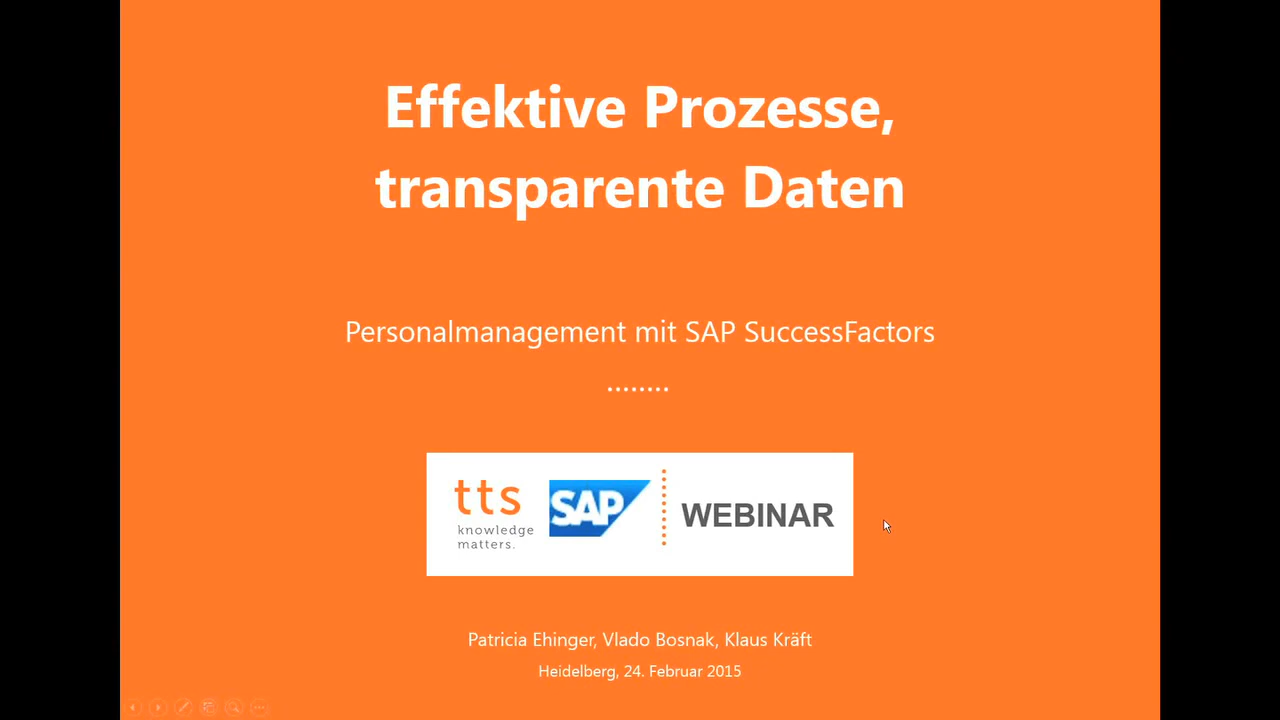 Effektive Prozesse,
transparente Daten
Personalmanagement mit SAP SuccessFactors
........
tts
knowledge
matters.
SAP
WEBINAR
Patricia Ehinger, Vlado Bosnak, Klaus Kräft
Heidelberg, 24. Februar 2015